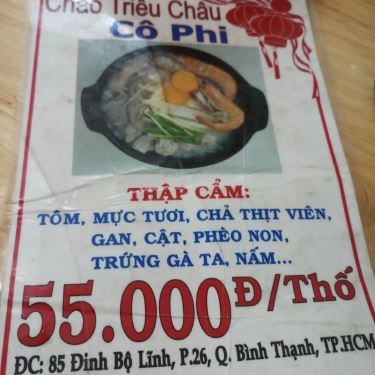 Cháo Triều Châu
Cô Phi
THẬP CẨM:
TÔM, MỰC TƯƠI, CHẢ THỊT VIÊN,
GAN, CẬT, PHÈO NON,
TRỨNG GÀ TA, NẤM...
55.000Đ/Thố
ĐC: 85 Đinh Bộ Lĩnh, P.26, Q. Bình Thạnh, TP.HCM